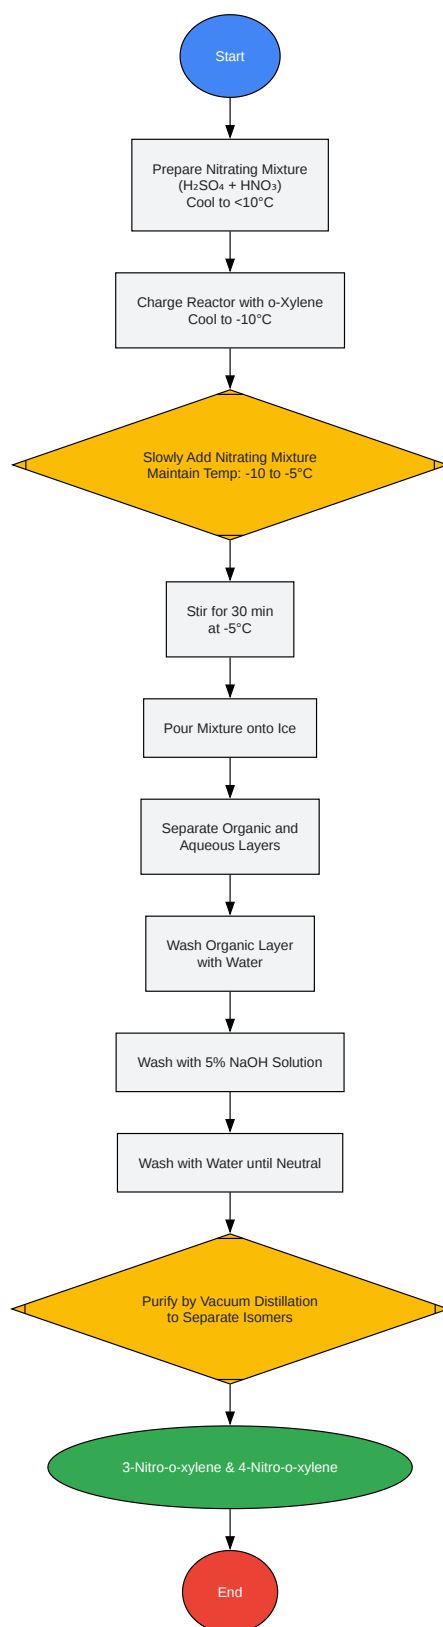 Start
Prepare Nitrating Mixture
(H₂SO₄ + HNO₃)
Cool to <10°C
Charge Reactor with o-Xylene
Cool to -10°C
Slowly Add Nitrating Mixture
Maintain Temp: -10 to -5°C
Stir for 30 min
at -5°C
Pour Mixture onto Ice
Separate Organic and
Aqueous Layers
Wash Organic Layer
with Water
Wash with 5% NaOH Solution
Wash with Water until Neutral
Purify by Vacuum Distillation
to Separate Isomers
3-Nitro-o-xylene & 4-Nitro-o-xylene
End